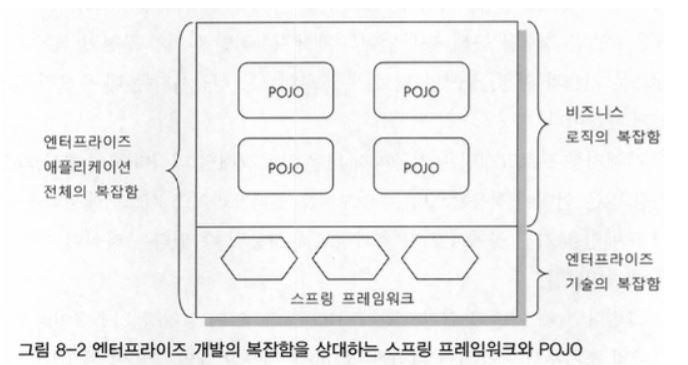 POJO
POJO
비즈니스
로직의 복잡함
엔터프라이즈
애플리케이션
전체의 복잡함
POJO
POJO
엔터프라이즈
기술의 복잡함
스프링 프레임워크
그림 8-2 엔터프라이즈 개발의 복잡함을 상대하는 스프링 프레임워크와 POJO